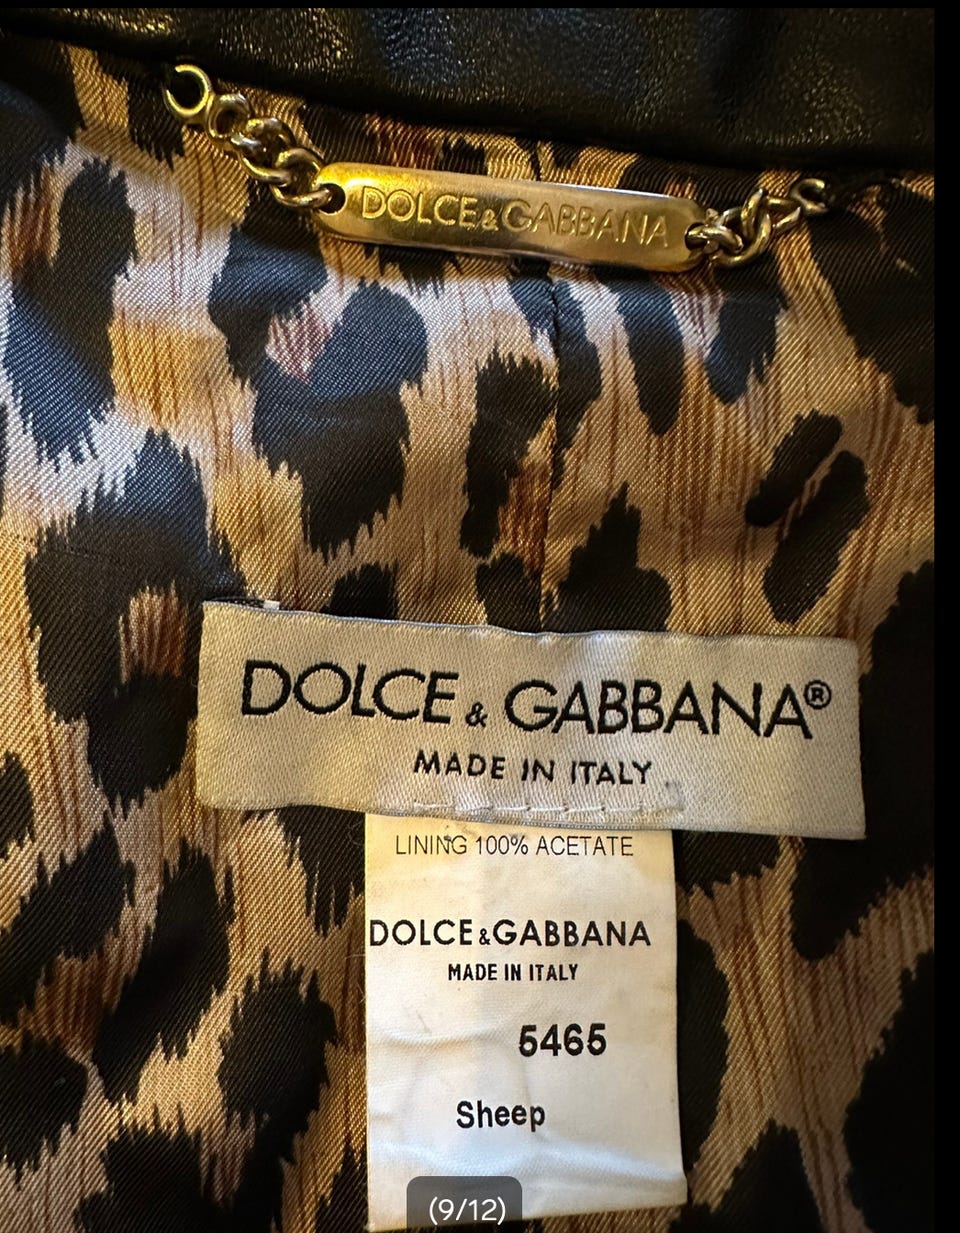 DOLCE&GABBANA
DOLCE & GABBANA®
MADE IN ITALY
LINING 100% ACETATE
DOLCE&GABBANA
MADE IN ITALY
5465
Sheep
(9/12)